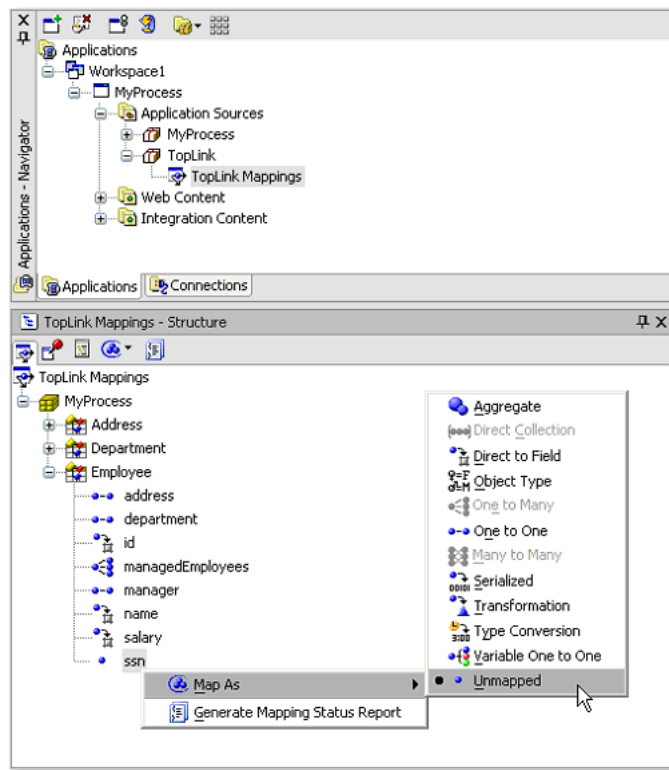 Applications - Navigator
Applications
Workspace1
MyProcess
Application Sources
MyProcess
TopLink
TopLink Mappings
Web Content
Integration Content
Applications
Connections
TopLink Mappings - Structure
TopLink Mappings
MyProcess
Address
Department
Employee
address
department
id
managedEmployees
manager
name
salary
ssn
Map As
Generate Mapping Status Report
Aggregate
Direct Collection
Direct to Field
Object Type
One to Many
One to One
Many to Many
Serialized
Transformation
Type Conversion
Variable One to One
Unmapped